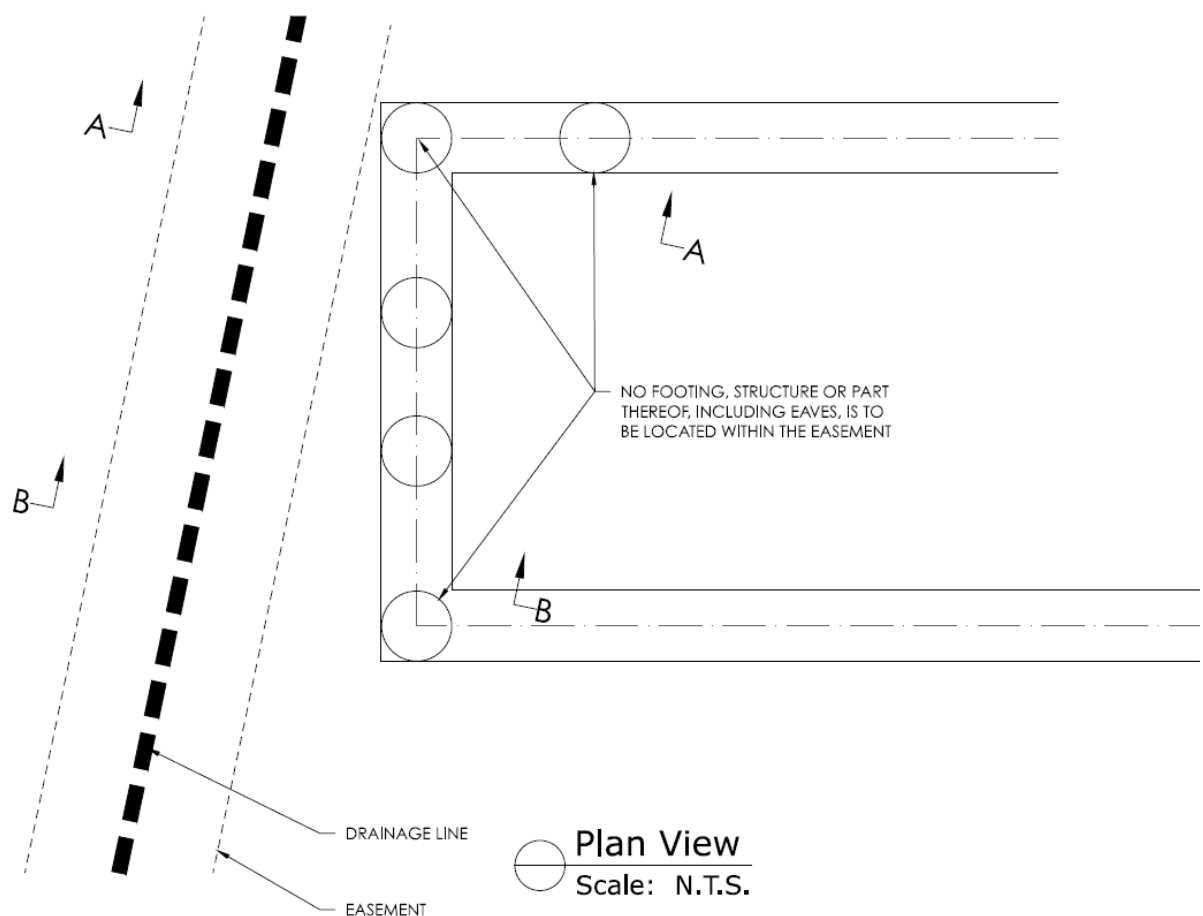 A
A
NO FOOTING, STRUCTURE OR PART
THEREOF, INCLUDING EAVES, IS TO
BE LOCATED WITHIN THE EASEMENT
B
B
DRAINAGE LINE
EASEMENT
Plan View
Scale: N.T.S.